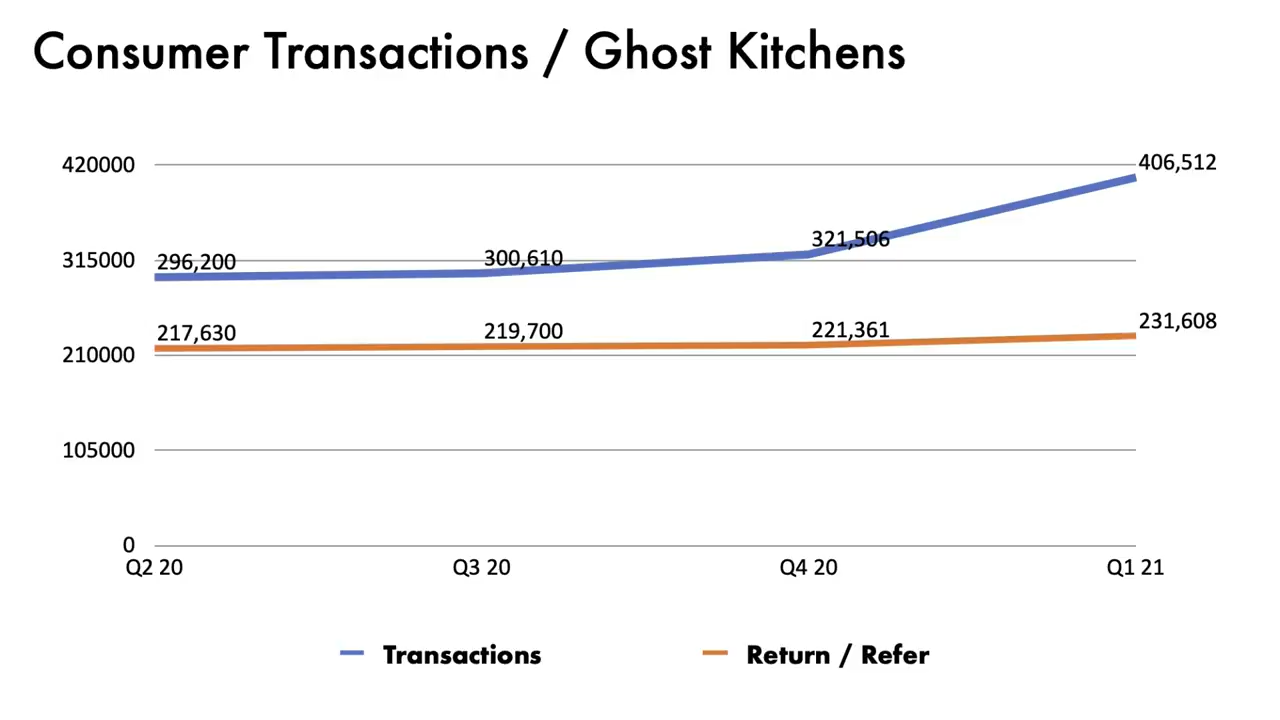 Consumer Transactions / Ghost Kitchens
420000
406,512
315000
296,200
300,610
321,506
217,630
219,700
221,361
231,608
210000
105000
0
Q2 20
Q3 20
Q4 20
Q1 21
Transactions
Return / Refer